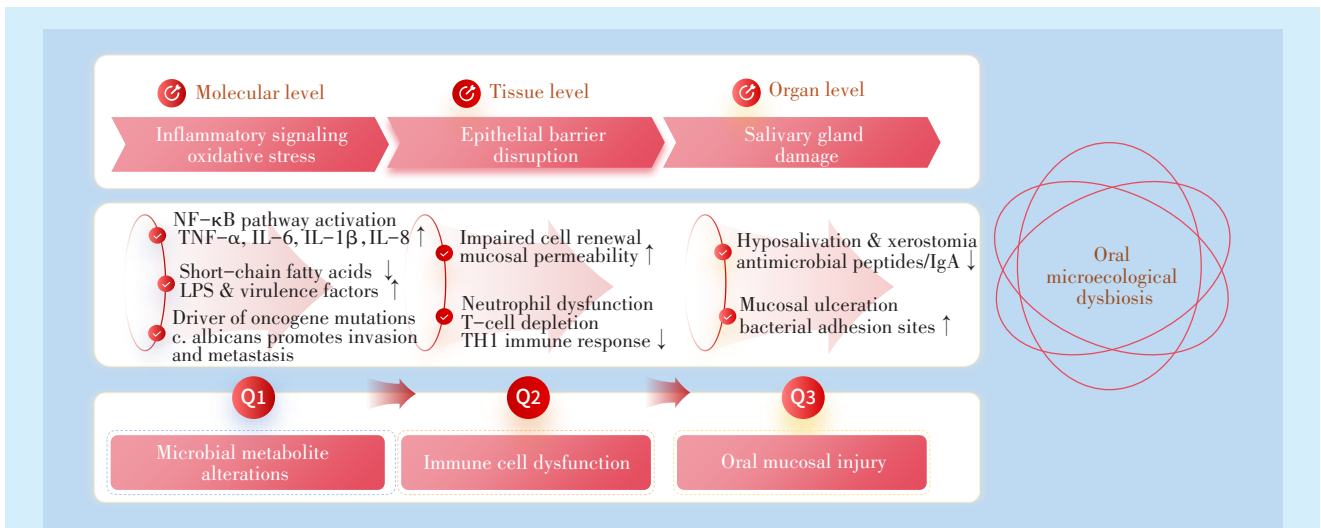 Molecular level
Tissue level
Organ level
Inflammatory signaling
oxidative stress
Epithelial barrier
disruption
Salivary gland
damage
NF-κB pathway activation
TNF-α, IL-6, IL-1β, IL-8 ↑
Short-chain fatty acids ↓
LPS & virulence factors ↑
Driver of oncogene mutations
c. albicans promotes invasion
and metastasis
Impaired cell renewal
mucosal permeability ↑
Neutrophil dysfunction
T-cell depletion
TH1 immune response ↓
Hyposalivation & xerostomia
antimicrobial peptides/IgA ↓
Mucosal ulceration
bacterial adhesion sites ↑
Oral
microecological
dysbiosis
Q1
Q2
Q3
Microbial metabolite
alterations
Immune cell dysfunction
Oral mucosal injury